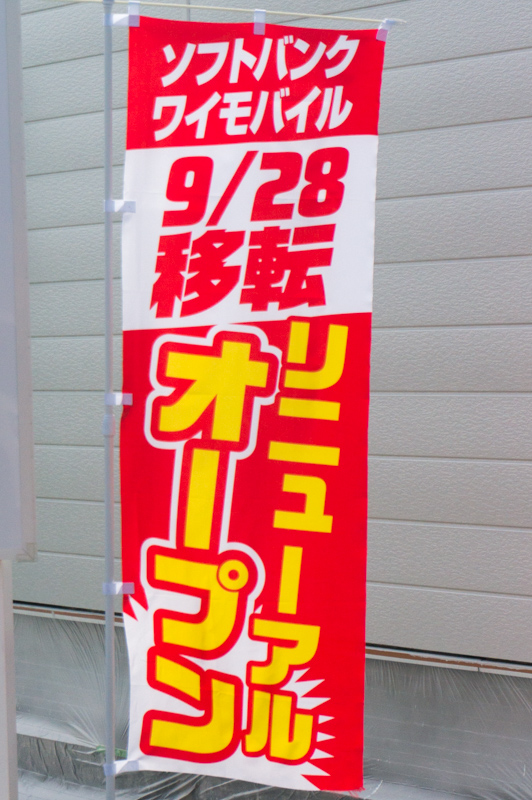 ソフトバンク
ワイモバイル
9/28
移転
リニューアル
オープン